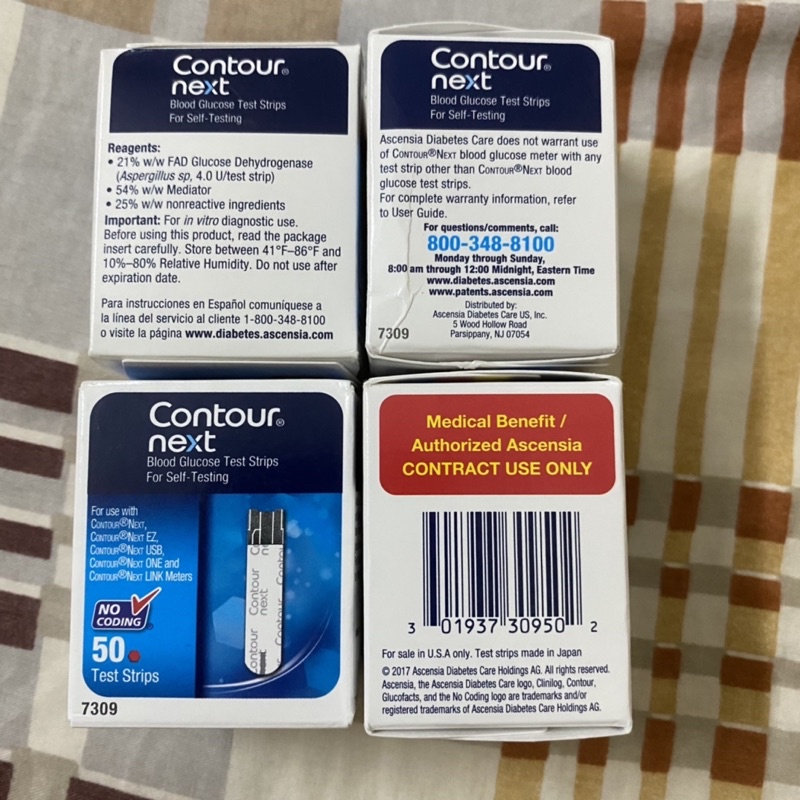 Contour®
next
Blood Glucose Test Strips
For Self-Testing
Reagents:
• 21% w/w FAD Glucose Dehydrogenase
(Aspergillus sp, 4.0 U/test strip)
• 54% w/w Mediator
• 25% w/w nonreactive ingredients
Important: For in vitro diagnostic use.
Before using this product, read the package
insert carefully. Store between 41°F–86°F and
10%–80% Relative Humidity. Do not use after
expiration date.
Para instrucciones en Español comuníquese a
la línea del servicio al cliente 1-800-348-8100
o visite la página www.diabetes.ascensia.com
Contour®
next
Blood Glucose Test Strips
For Self-Testing
Ascensia Diabetes Care does not warrant use
of CONTOUR®NEXT blood glucose meter with any
test strip other than CONTOUR®NEXT blood
glucose test strips.
For complete warranty information, refer
to User Guide.
For questions/comments, call:
800-348-8100
Monday through Sunday,
8:00 am through 12:00 Midnight, Eastern Time
www.diabetes.ascensia.com
www.patents.ascensia.com
Distributed by:
Ascensia Diabetes Care US, Inc.
5 Wood Hollow Road
Parsippany, NJ 07054
7309
Contour®
next
Blood Glucose Test Strips
For Self-Testing
For use with
CONTOUR®NEXT,
CONTOUR®NEXT EZ,
CONTOUR®NEXT USB,
CONTOUR®NEXT ONE and
CONTOUR®NEXT LINK Meters
NO
CODING
50
Test Strips
Contour
next
Contour
7309
Medical Benefit /
Authorized Ascensia
CONTRACT USE ONLY
3 01937 30950 2
For sale in U.S.A only. Test strips made in Japan
© 2017 Ascensia Diabetes Care Holdings AG. All rights reserved.
Ascensia, the Ascensia Diabetes Care logo, Clinilog, Contour,
Glucofacts, and the No Coding logo are trademarks and/or
registered trademarks of Ascensia Diabetes Care Holdings AG.